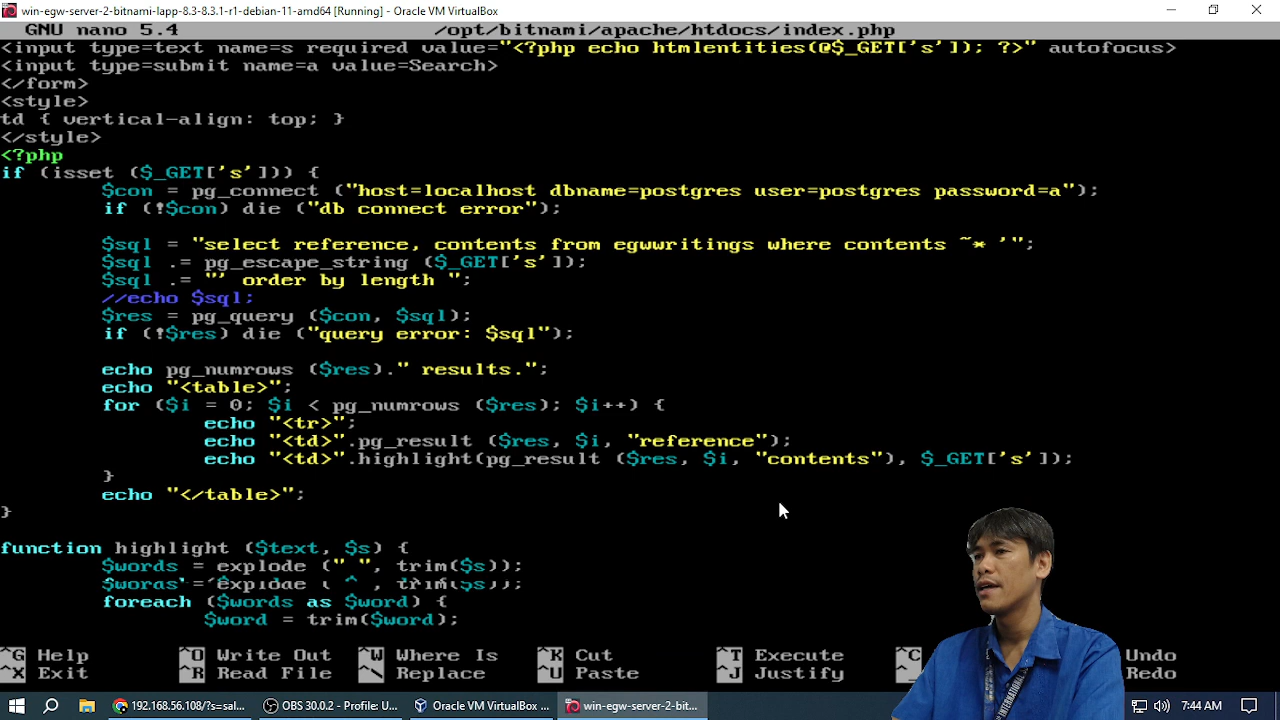 win-egw-server-2-bitnami-lapp-8.3-8.3.1-r1-debian-11-amd64 [Running] - Oracle VM VirtualBox
GNU nano 5.4 /opt/bitnami/apache/htdocs/index.php
<input type=text name=s required value="<?php echo htmlentities(@$_GET['s']); ?>" autofocus>
<input type=submit name=a value=Search>
</form>
<style>
td { vertical-align: top; }
</style>
<?php
if (isset ($_GET['s'])) {
$con = pg_connect ("host=localhost dbname=postgres user=postgres password=a");
if (!$con) die ("db connect error");
$sql = "select reference, contents from egwwritings where contents ~* '";
$sql .= pg_escape_string ($_GET['s']);
$sql .= "' order by length ";
//echo $sql;
$res = pg_query ($con, $sql);
if (!$res) die ("query error: $sql");
echo pg_numrows ($res)." results.";
echo "<table>";
for ($i = 0; $i < pg_numrows ($res); $i++) {
echo "<tr>";
echo "<td>".pg_result ($res, $i, "reference");
echo "<td>".highlight(pg_result ($res, $i, "contents"), $_GET['s']);
}
echo "</table>";
}
function highlight ($text, $s) {
$words = explode (" ", trim($s));
foreach ($words as $word) {
$word = trim($word);
^G Help ^O Write Out ^W Where Is ^K Cut ^T Execute ^C Undo
^X Exit ^R Read File ^\ Replace ^U Paste ^J Justify ^_ Redo
192.168.56.108/?s=sal... OBS 30.0.2 - Profile: U... Oracle VM VirtualBox ... win-egw-server-2-bit... 7:44 AM